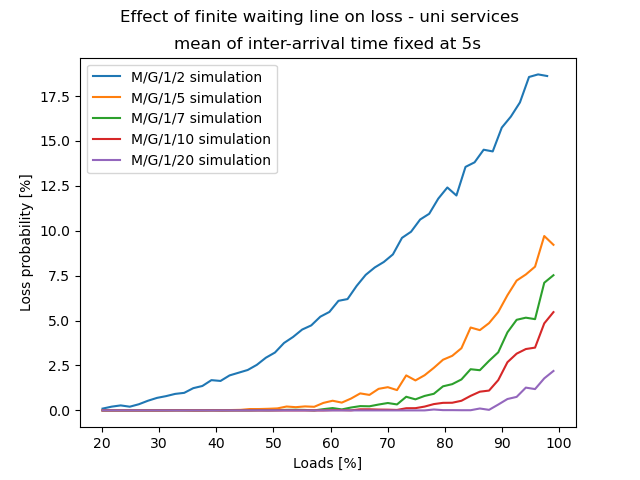 Effect of finite waiting line on loss - uni services
mean of inter-arrival time fixed at 5s
M/G/1/2 simulation
M/G/1/5 simulation
M/G/1/7 simulation
M/G/1/10 simulation
M/G/1/20 simulation
Loss probability [%]
17.5
15.0
12.5
10.0
7.5
5.0
2.5
0.0
20 30 40 50 60 70 80 90 100
Loads [%]